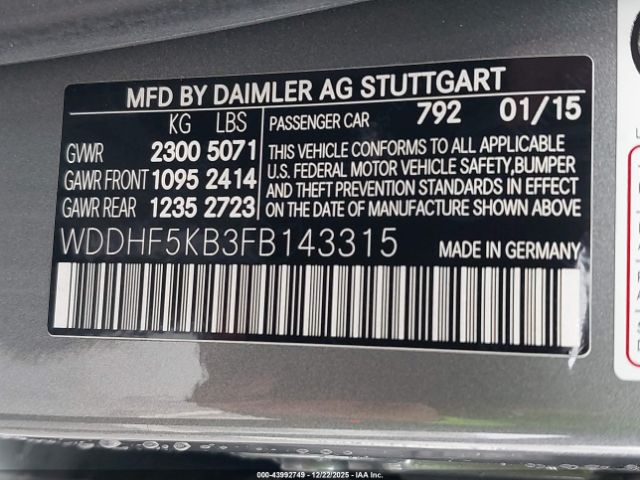 MFD BY DAIMLER AG STUTTGART
KG LBS
GVWR 2300 5071
GAWR FRONT 1095 2414
GAWR REAR 1235 2723
PASSENGER CAR 792 01/15
THIS VEHICLE CONFORMS TO ALL APPLICABLE
U.S. FEDERAL MOTOR VEHICLE SAFETY,BUMPER
AND THEFT PREVENTION STANDARDS IN EFFECT
ON THE DATE OF MANUFACTURE SHOWN ABOVE
WDDHF5KB3FB143315
MADE IN GERMANY
000-43992749 - 12/22/2025 - IAA Inc.